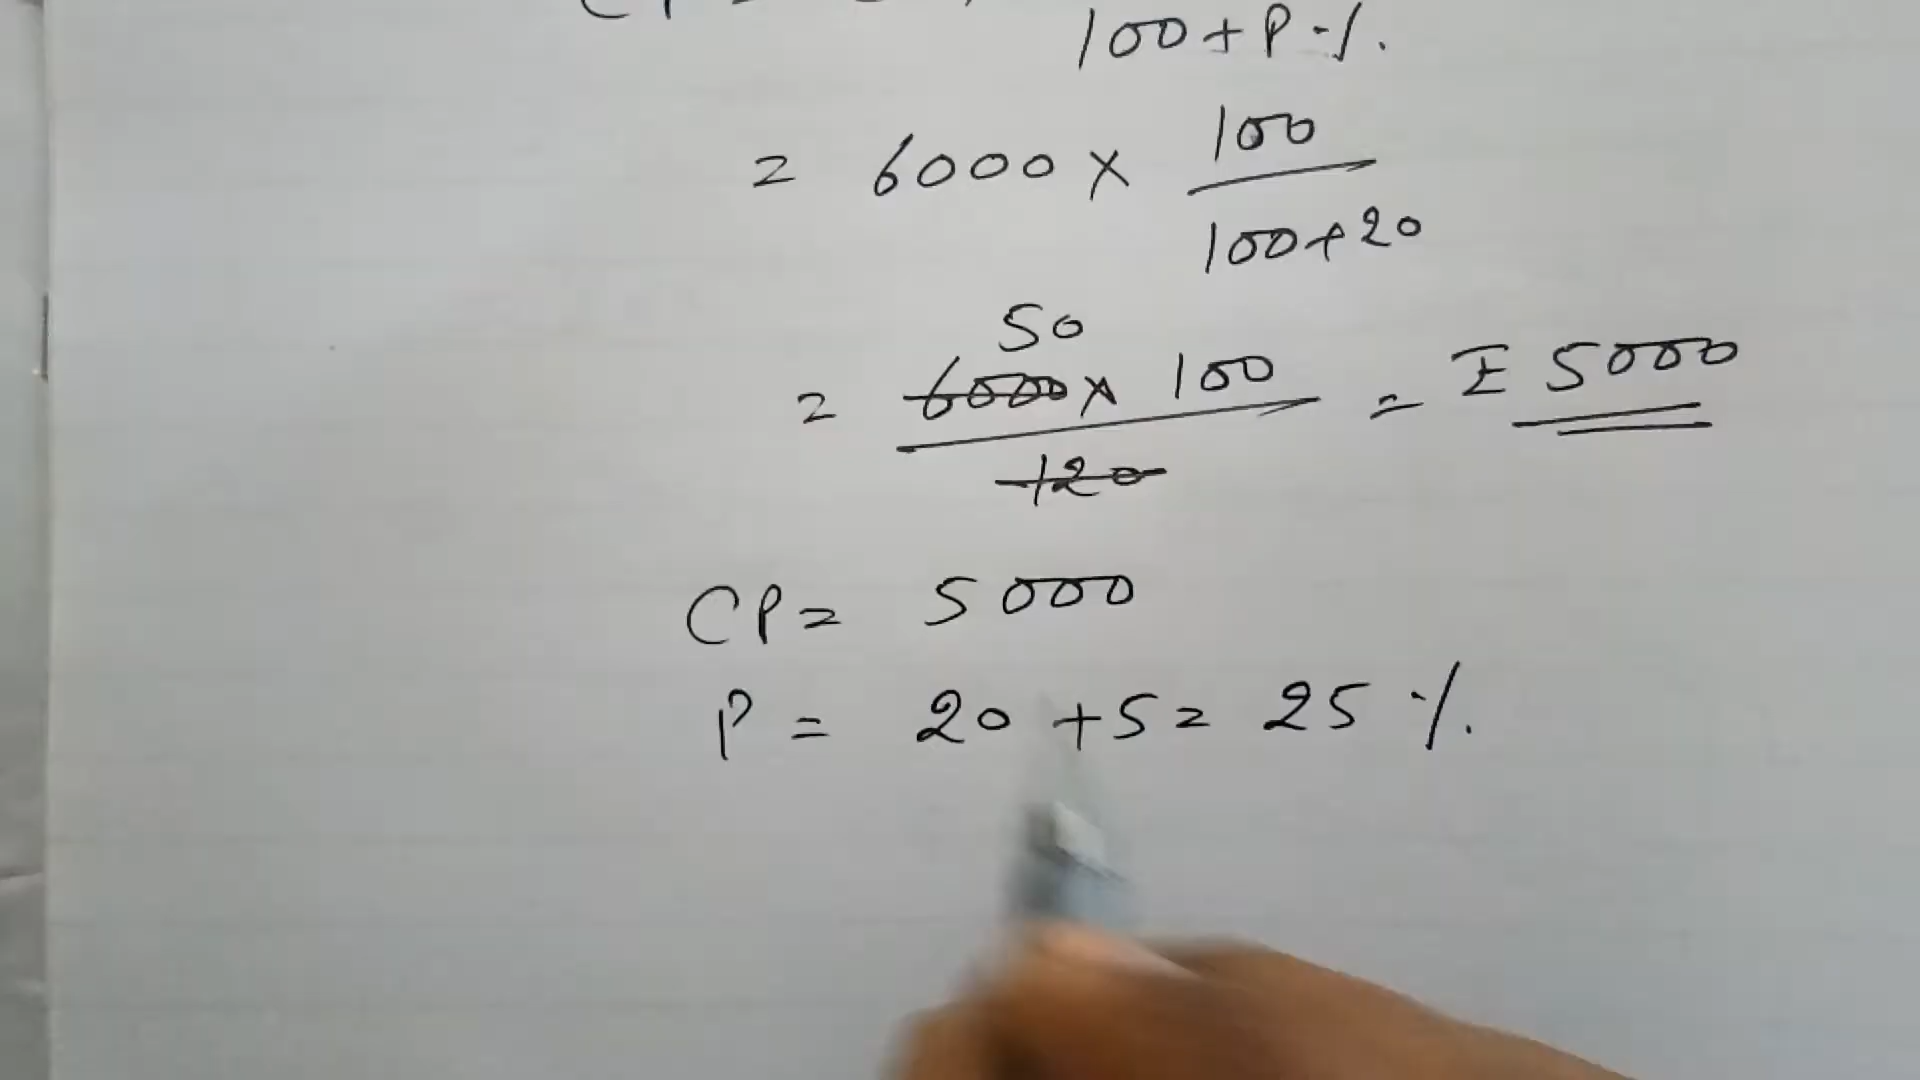 100+P%.
= 6000 × 100
100+20
50
= 6000 × 100 = ₹ 5000
120
CP = 5000
P = 20 + 5 = 25 %.